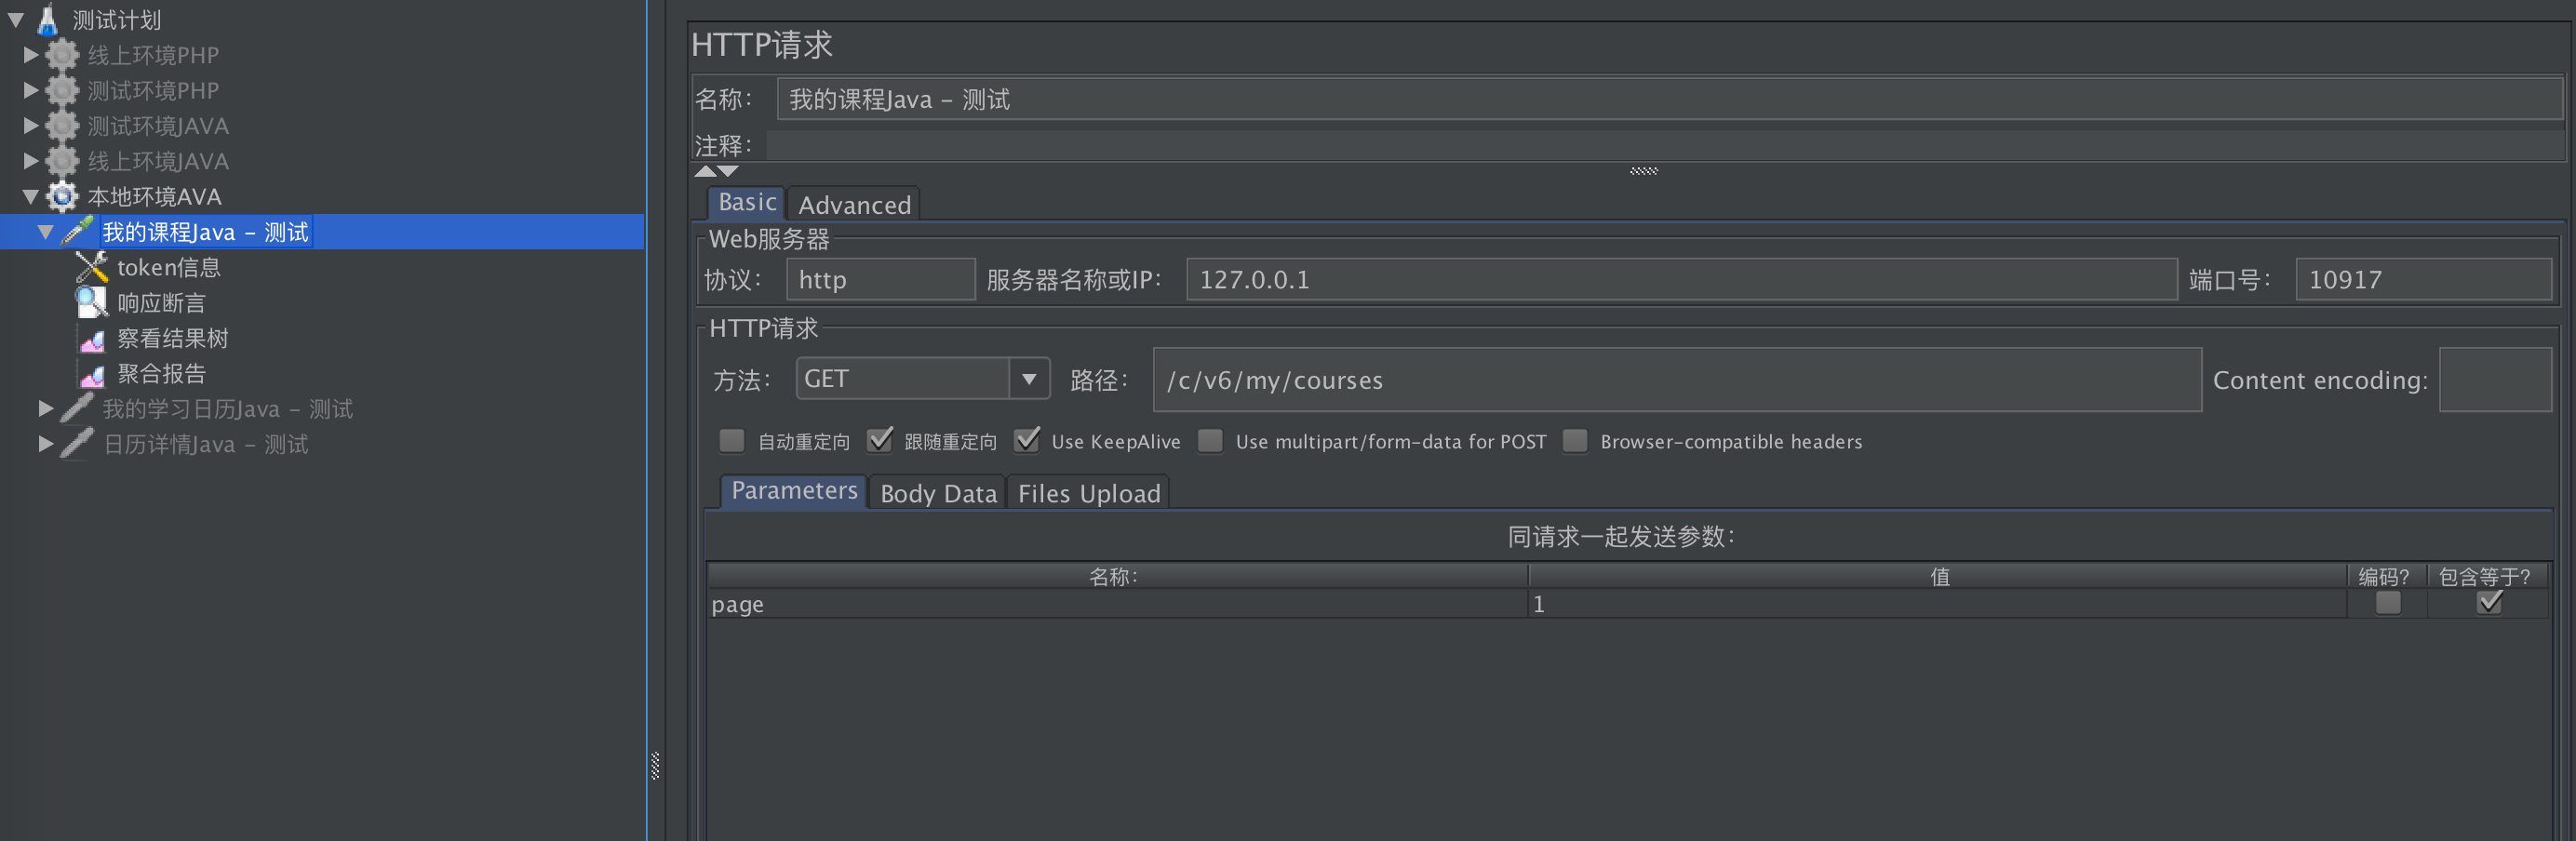 测试计划
线上环境PHP
测试环境PHP
测试环境JAVA
线上环境JAVA
本地环境AVA
我的课程Java - 测试
token信息
响应断言
察看结果树
聚合报告
我的学习日历Java - 测试
日历详情Java - 测试
HTTP请求
名称： 我的课程Java - 测试
注释：
Basic Advanced
Web服务器
协议： http 服务器名称或IP： 127.0.0.1 端口号： 10917
HTTP请求
方法： GET 路径： /c/v6/my/courses Content encoding:
自动重定向 跟随重定向 Use KeepAlive Use multipart/form-data for POST Browser-compatible headers
Parameters Body Data Files Upload
同请求一起发送参数：
名称： 值 编码? 包含等于?
page 1